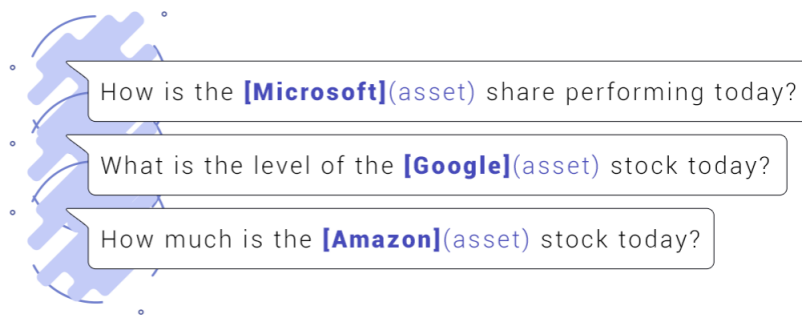 How is the [Microsoft](asset) share performing today?
What is the level of the [Google](asset) stock today?
How much is the [Amazon](asset) stock today?